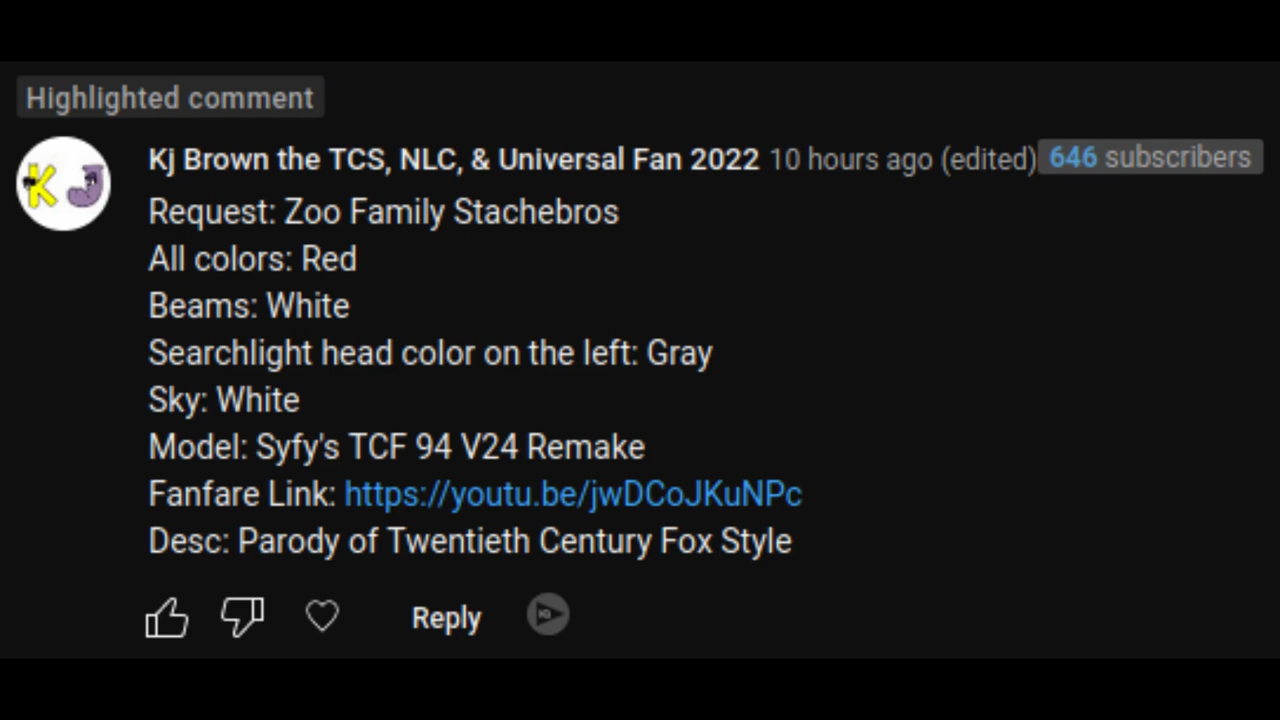 Highlighted comment
Kj Brown the TCS, NLC, & Universal Fan 2022 10 hours ago (edited) 646 subscribers
Request: Zoo Family Stachebros
All colors: Red
Beams: White
Searchlight head color on the left: Gray
Sky: White
Model: Syfy's TCF 94 V24 Remake
Fanfare Link: https://youtu.be/jwDCoJKuNPc
Desc: Parody of Twentieth Century Fox Style
Reply